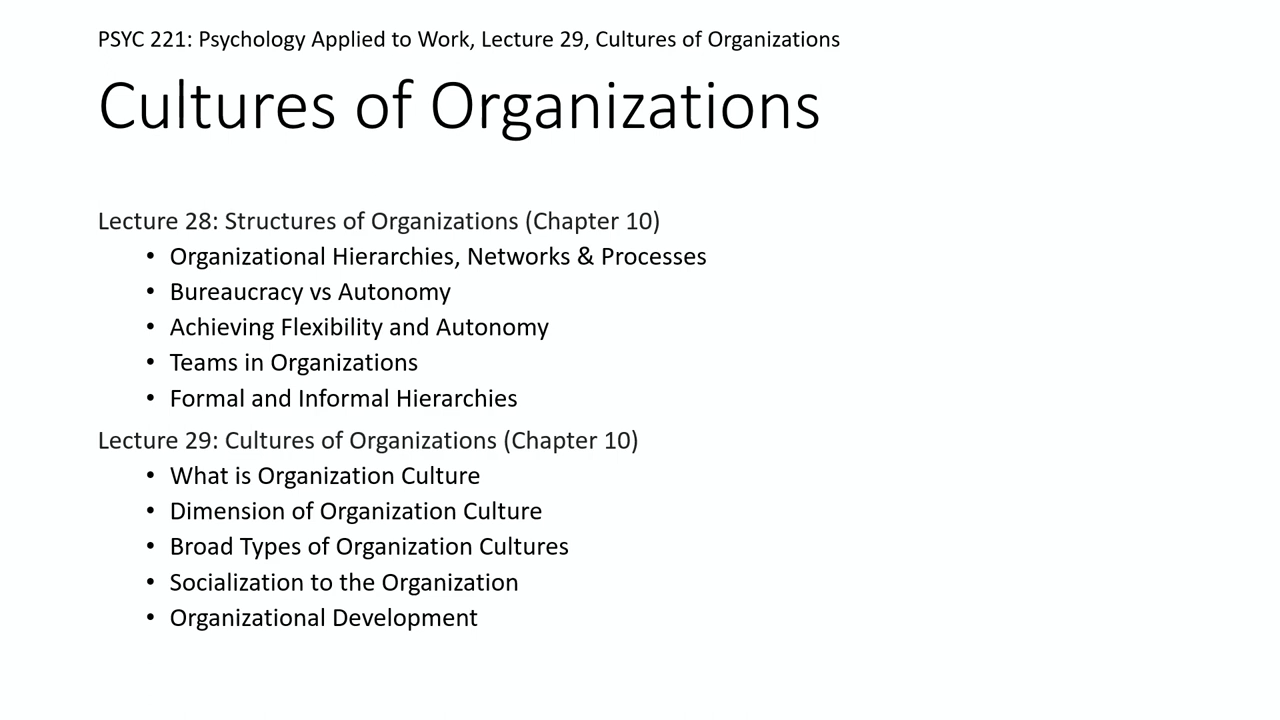 PSYC 221: Psychology Applied to Work, Lecture 29, Cultures of Organizations
Cultures of Organizations
Lecture 28: Structures of Organizations (Chapter 10)
• Organizational Hierarchies, Networks & Processes
• Bureaucracy vs Autonomy
• Achieving Flexibility and Autonomy
• Teams in Organizations
• Formal and Informal Hierarchies
Lecture 29: Cultures of Organizations (Chapter 10)
• What is Organization Culture
• Dimension of Organization Culture
• Broad Types of Organization Cultures
• Socialization to the Organization
• Organizational Development